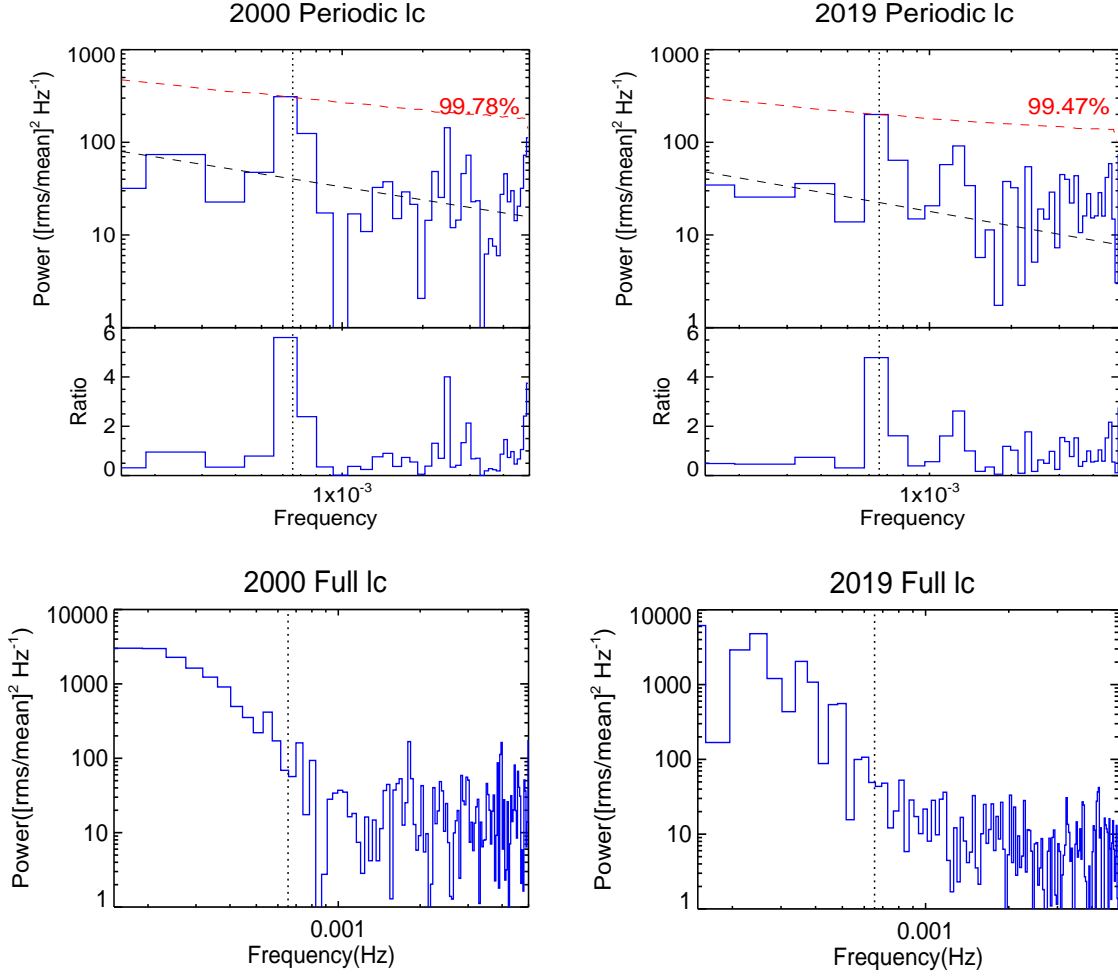 2000 Periodic Ic
1000
100
10
1
Power ([rms/mean]² Hz⁻¹)
99.78%
6
4
2
0
Ratio
1x10⁻³
Frequency
2019 Periodic Ic
1000
100
10
1
Power ([rms/mean]² Hz⁻¹)
99.47%
6
4
2
0
Ratio
1x10⁻³
Frequency
2000 Full Ic
10000
1000
100
10
1
Power([rms/mean]² Hz⁻¹)
0.001
Frequency(Hz)
2019 Full Ic
10000
1000
100
10
1
Power([rms/mean]² Hz⁻¹)
0.001
Frequency(Hz)